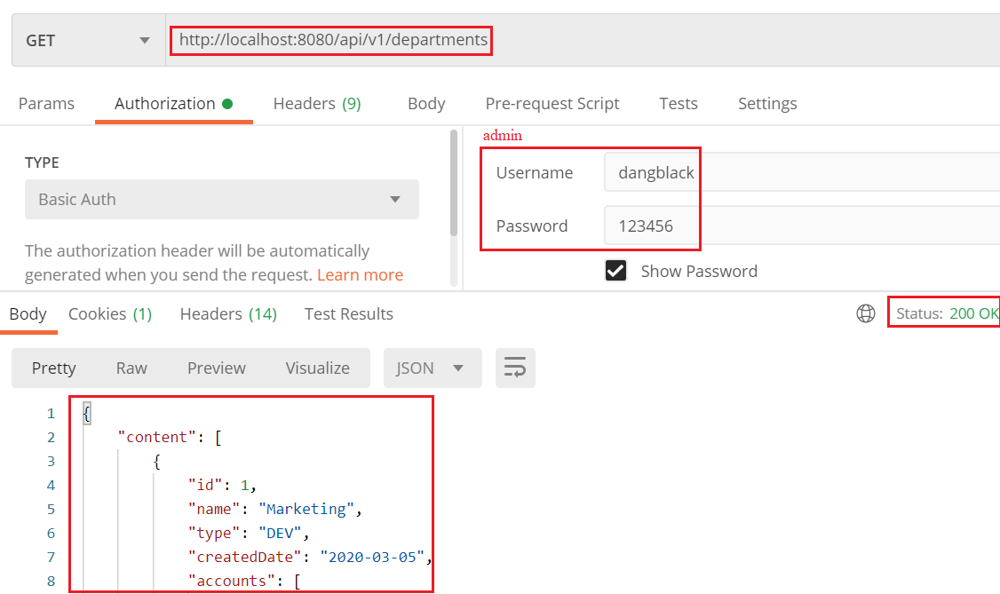 GET http://localhost:8080/api/v1/departments
Params Authorization Headers (9) Body Pre-request Script Tests Settings
admin
TYPE
Basic Auth
The authorization header will be automatically
generated when you send the request. Learn more
Username dangblack
Password 123456
Show Password
Body Cookies (1) Headers (14) Test Results Status: 200 OK
Pretty Raw Preview Visualize JSON
1 {
2 "content": [
3 {
4 "id": 1,
5 "name": "Marketing",
6 "type": "DEV",
7 "createdDate": "2020-03-05",
8 "accounts": [